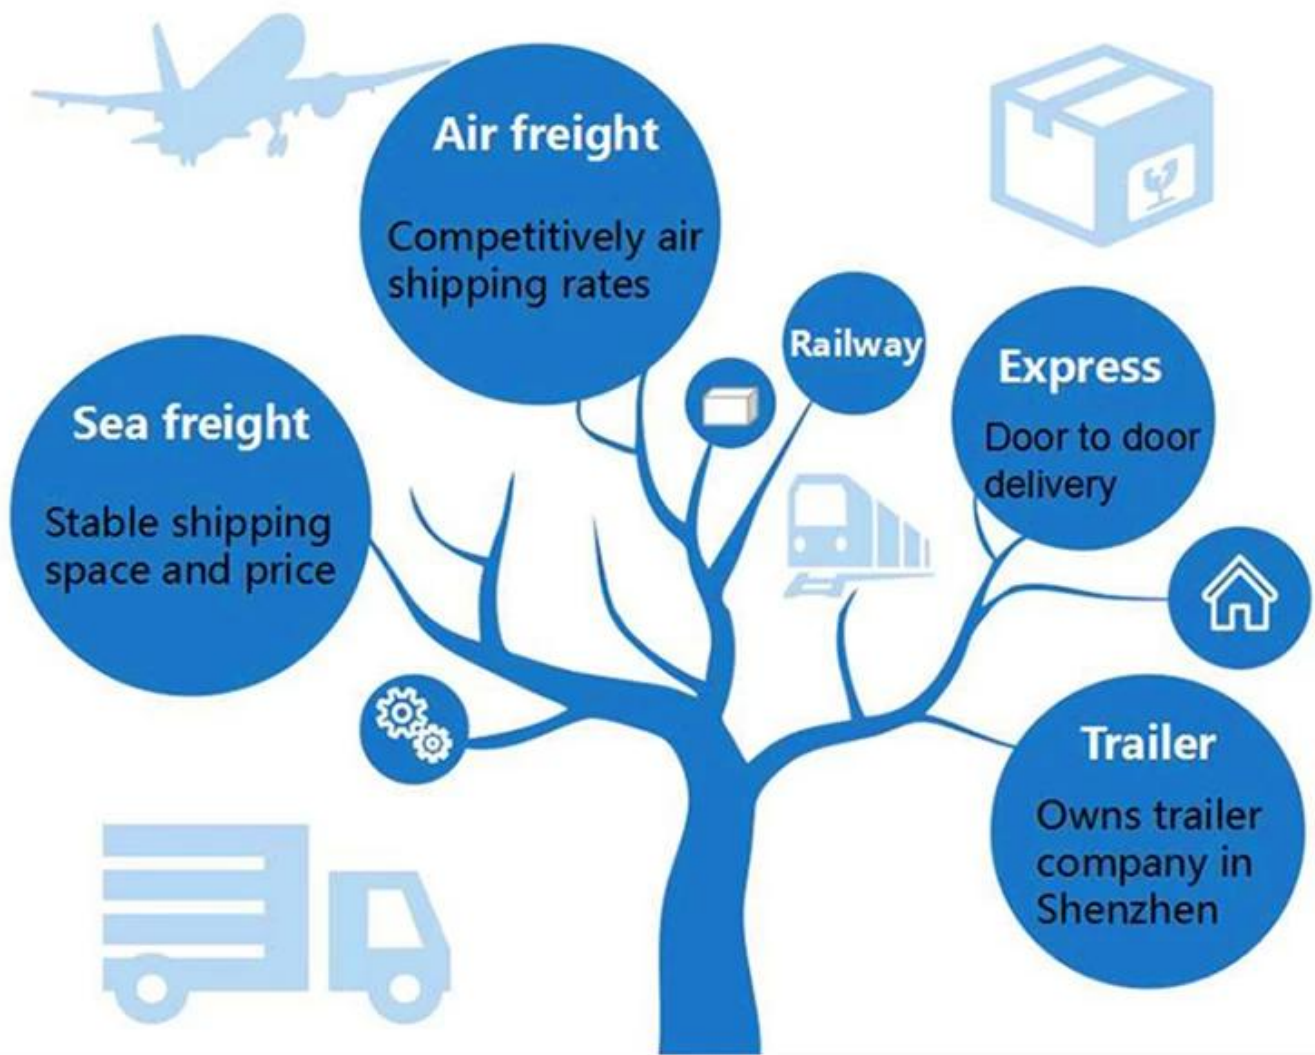 Air freight
Competitively air
shipping rates
Railway
Express
Door to door
delivery
Sea freight
Stable shipping
space and price
Trailer
Owns trailer
company in
Shenzhen